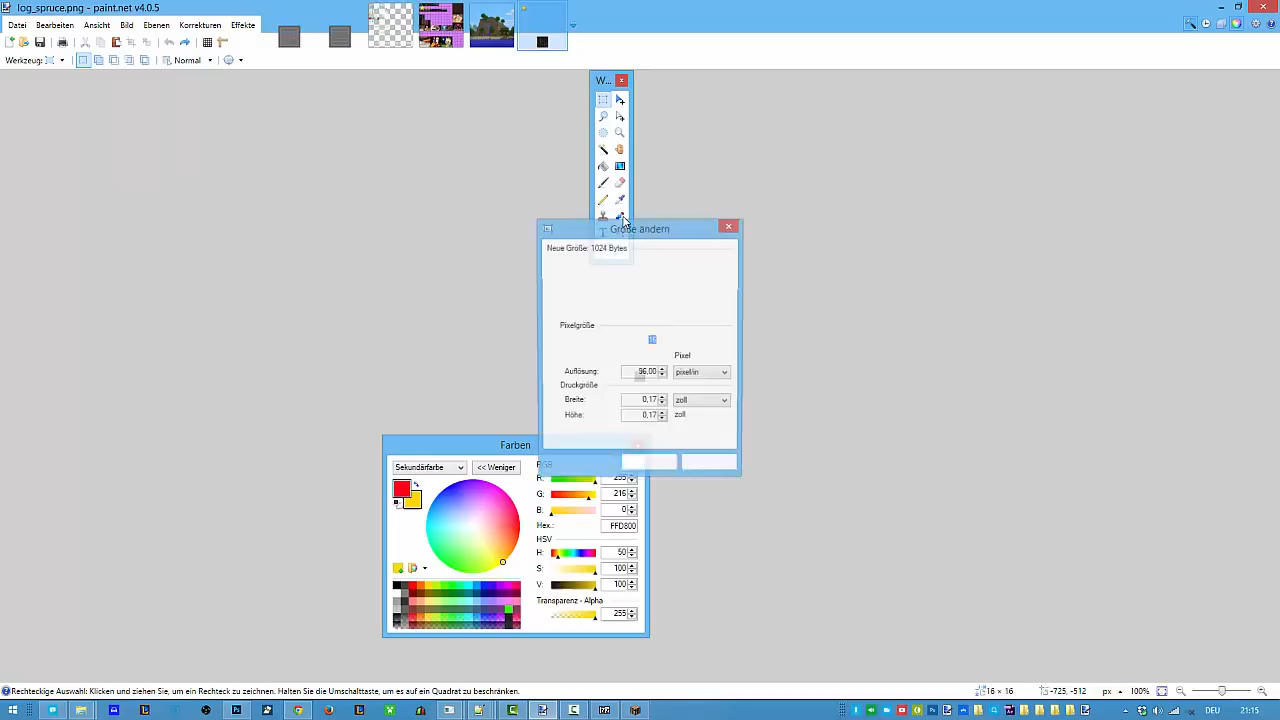 log_spruce.png - paint.net v4.0.5
Datei Bearbeiten Ansicht Bild Ebenen Korrekturen Effekte
Werkzeug: Normal
W...
Größe ändern
Neue Größe: 1024 Bytes
Pixelgröße
16
Pixel
Auflösung: 96,00 pixel/in
Druckgröße
Breite: 0,17 zoll
Höhe: 0,17 zoll
Farben
Sekundärfarbe << Weniger
RGB
R: 255
G: 216
B: 0
Hex.: FFD800
HSV
H: 50
S: 100
V: 100
Transparenz - Alpha
255
Rechteckige Auswahl: Klicken und ziehen Sie, um ein Rechteck zu zeichnen. Halten Sie die Umschalttaste, um es auf ein Quadrat zu beschränken.
16 × 16 -725, -512 px 100%
DEU 21:15